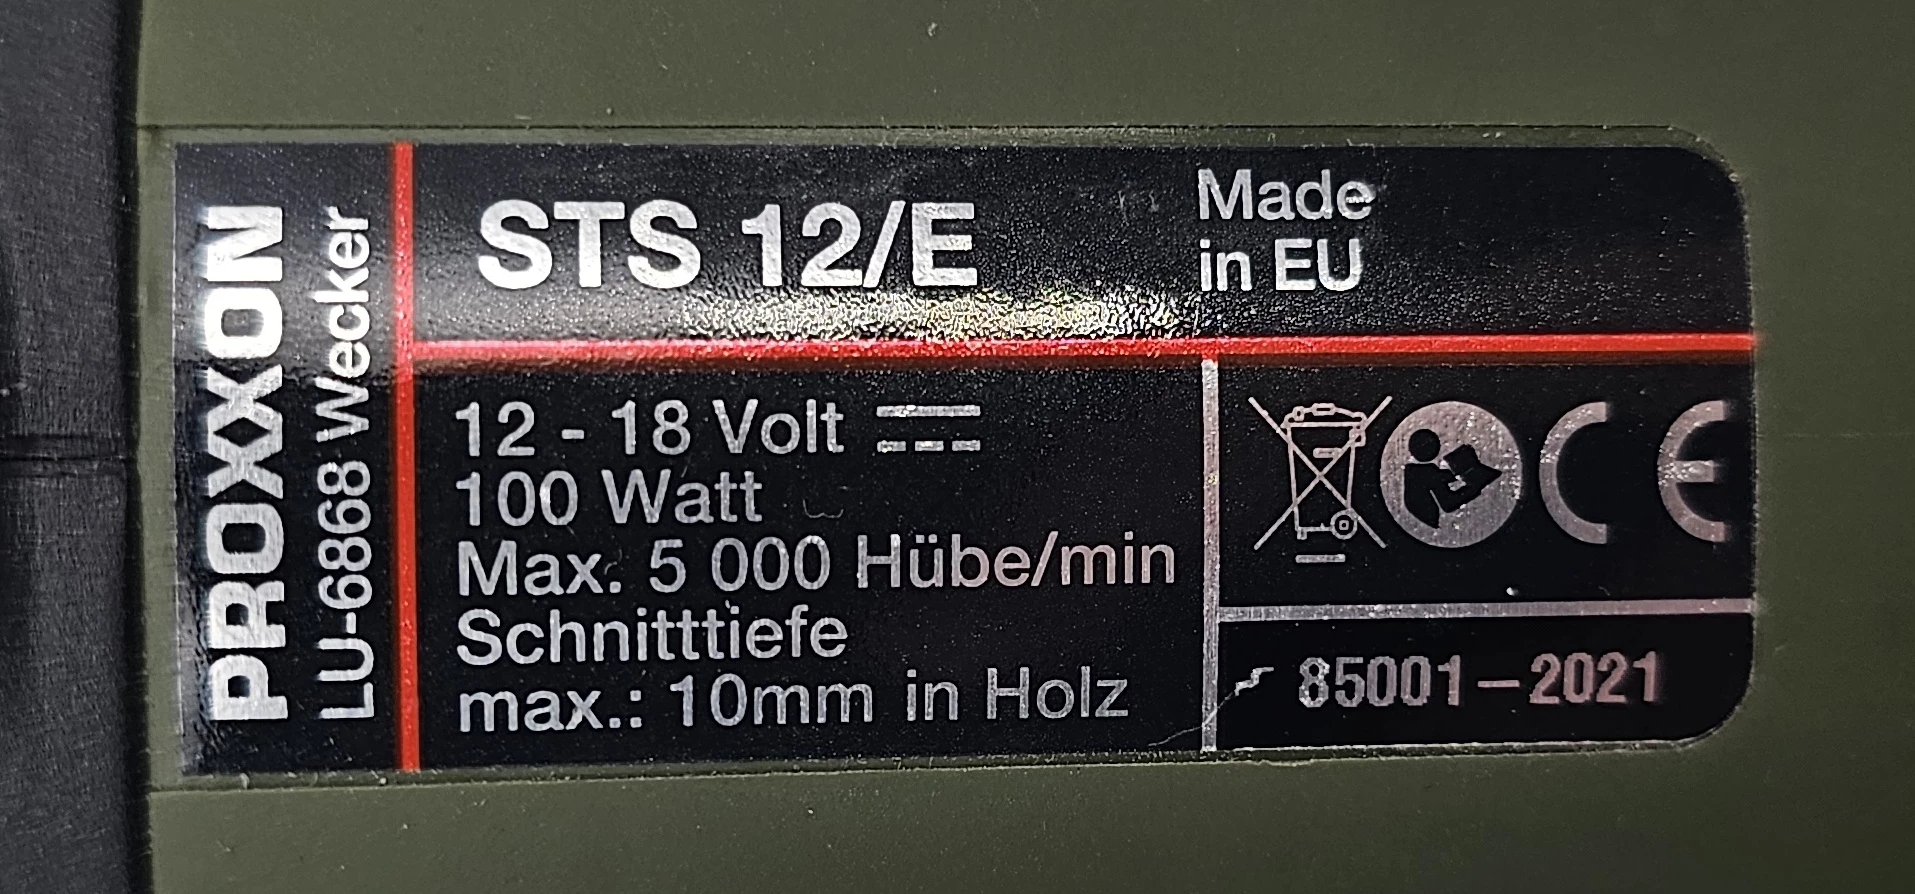 PROXXON
LU-6868 Wecker
STS 12/E
Made
in EU
12 - 18 Volt
100 Watt
Max. 5 000 Hübe/min
Schnitttiefe
max.: 10mm in Holz
CE
85001-2021